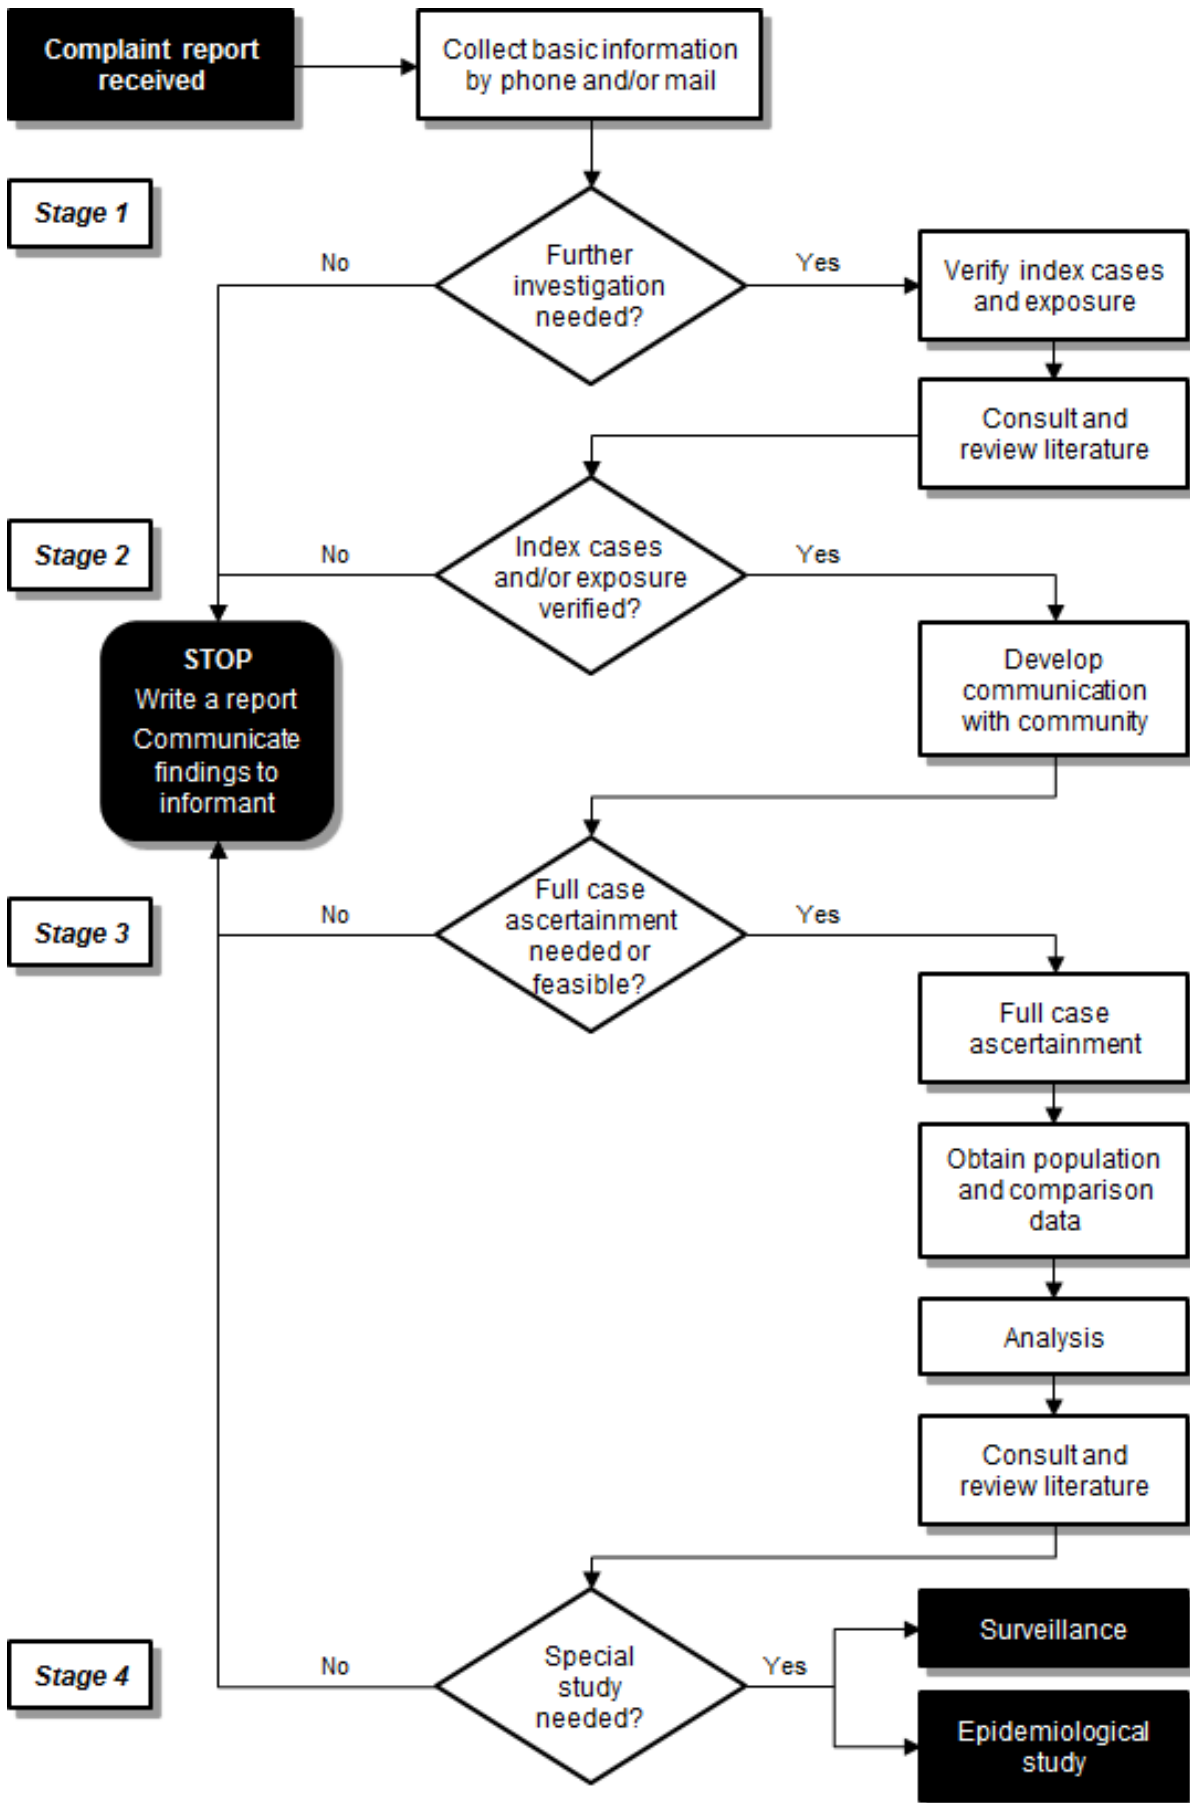 Complaint report
received
Collect basic information
by phone and/or mail
Stage 1
Further
investigation
needed?
No
Yes
Verify index cases
and exposure
Consult and
review literature
Stage 2
Index cases
and/or exposure
verified?
No
Yes
STOP
Write a report
Communicate
findings to
informant
Develop
communication
with community
Stage 3
Full case
ascertainment
needed or
feasible?
No
Yes
Full case
ascertainment
Obtain population
and comparison
data
Analysis
Consult and
review literature
Stage 4
Special
study
needed?
No
Yes
Surveillance
Epidemiological
study